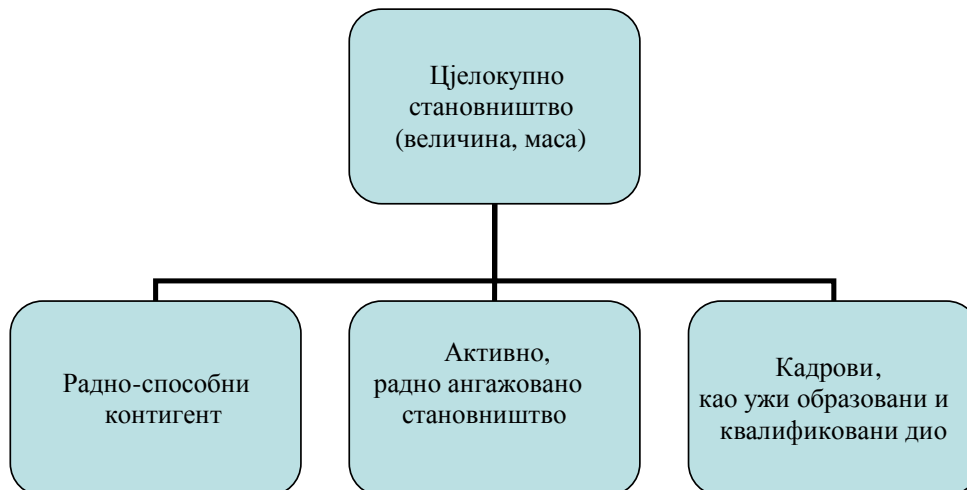 Цјелокупно
становништво
(величина, маса)
Радно-способни
контигент
Активно,
радно ангажовано
становништво
Кадрови,
као ужи образовани и
квалификовани дио